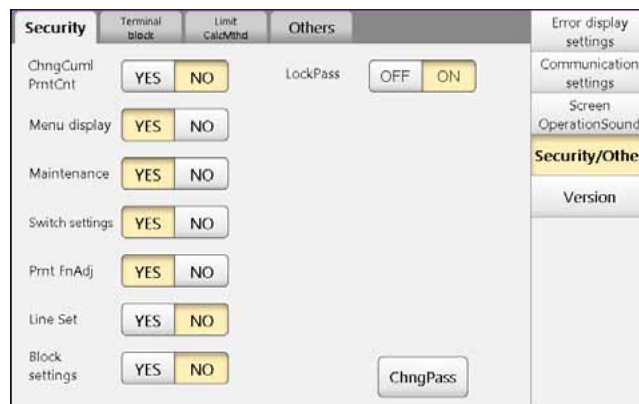 Security
Terminal
block
Limit
CalcMthd
Others
Error display
settings
Communication
settings
Screen
OperationSound
Security/Othe
Version
ChngCuml
PrntCnt
YES NO
LockPass
OFF ON
Menu display
YES NO
Maintenance
YES NO
Switch settings
YES NO
Prnt FnAdj
YES NO
Line Set
YES NO
Block
settings
YES NO
ChngPass